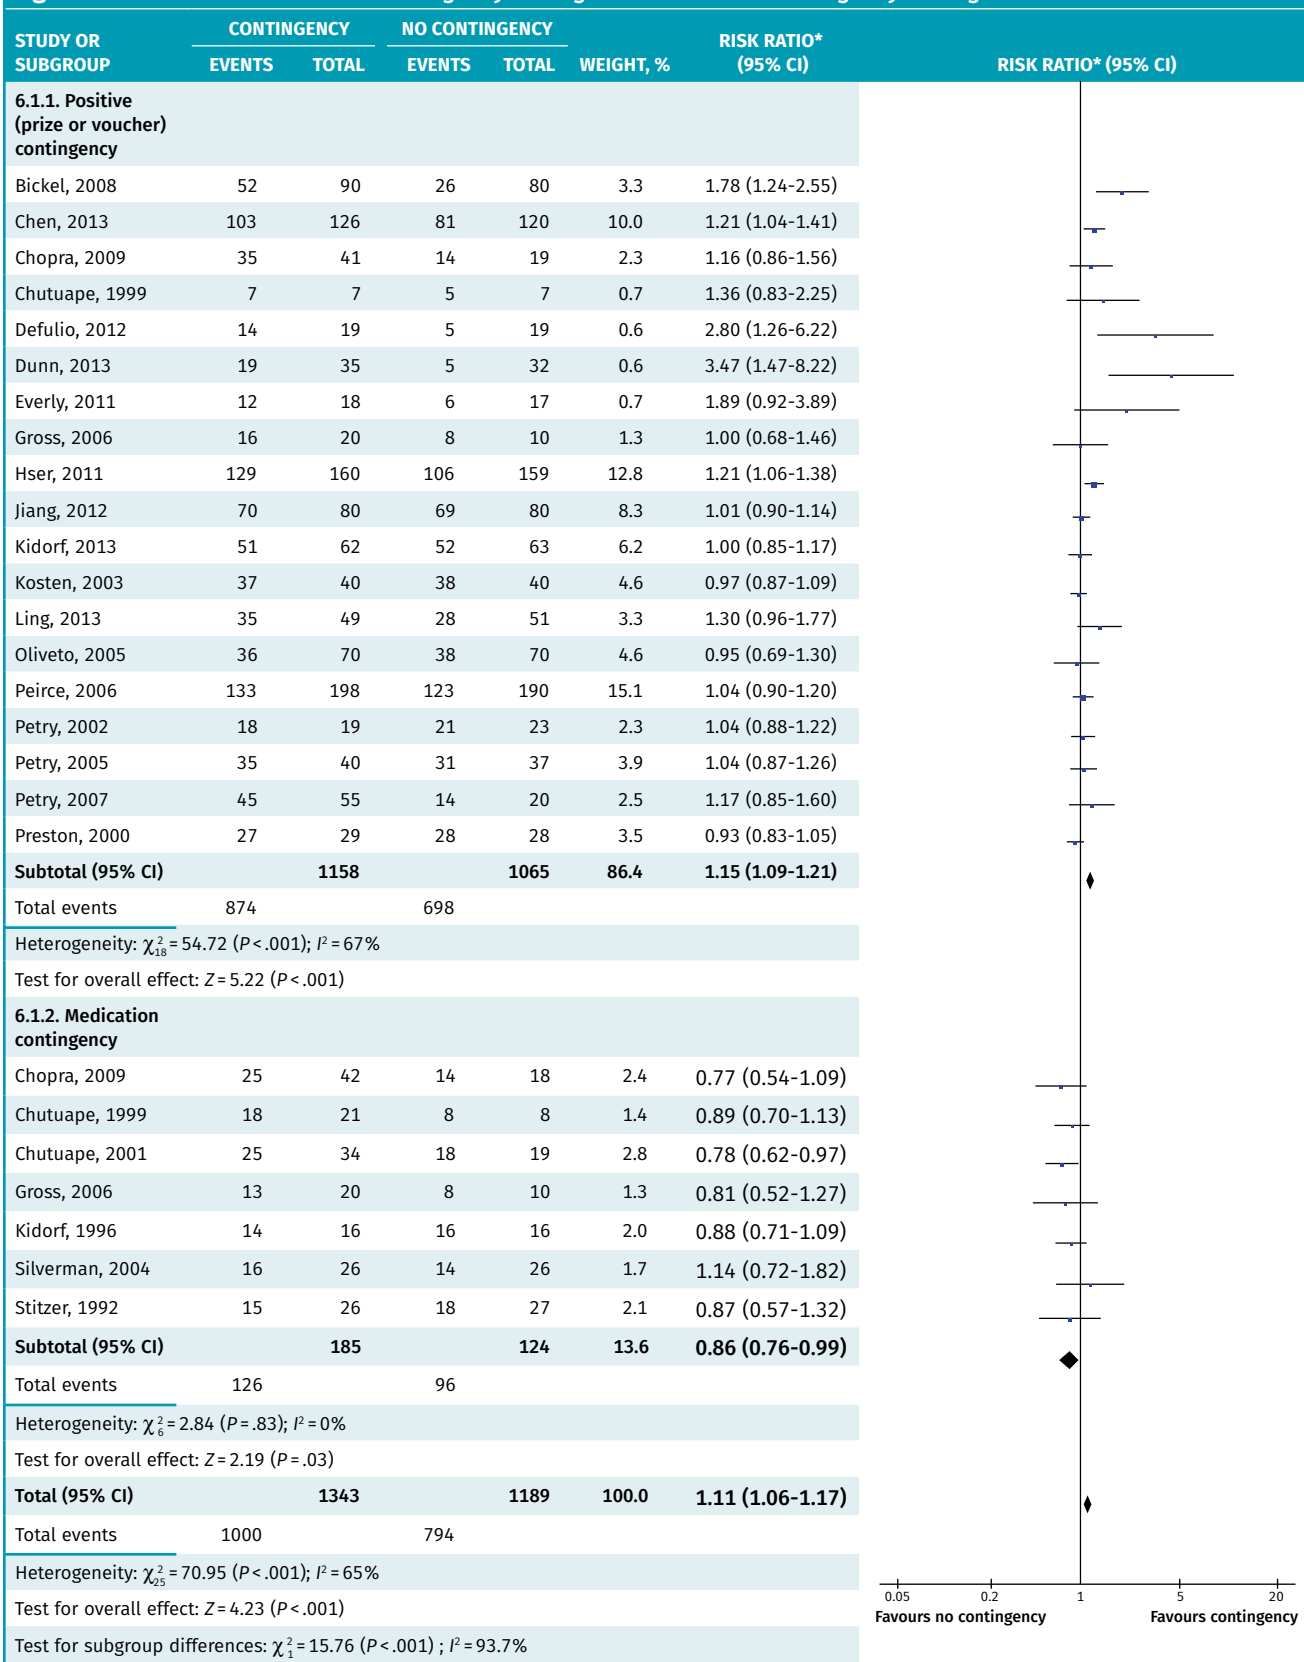 CONTINGENCY NO CONTINGENCY
STUDY OR SUBGROUP EVENTS TOTAL EVENTS TOTAL WEIGHT, % RISK RATIO* (95% CI) RISK RATIO* (95% CI)
6.1.1. Positive
(prize or voucher)
contingency
Bickel, 2008 52 90 26 80 3.3 1.78 (1.24-2.55)
Chen, 2013 103 126 81 120 10.0 1.21 (1.04-1.41)
Chopra, 2009 35 41 14 19 2.3 1.16 (0.86-1.56)
Chutuape, 1999 7 7 5 7 0.7 1.36 (0.83-2.25)
Defulio, 2012 14 19 5 19 0.6 2.80 (1.26-6.22)
Dunn, 2013 19 35 5 32 0.6 3.47 (1.47-8.22)
Everly, 2011 12 18 6 17 0.7 1.89 (0.92-3.89)
Gross, 2006 16 20 8 10 1.3 1.00 (0.68-1.46)
Hser, 2011 129 160 106 159 12.8 1.21 (1.06-1.38)
Jiang, 2012 70 80 69 80 8.3 1.01 (0.90-1.14)
Kidorf, 2013 51 62 52 63 6.2 1.00 (0.85-1.17)
Kosten, 2003 37 40 38 40 4.6 0.97 (0.87-1.09)
Ling, 2013 35 49 28 51 3.3 1.30 (0.96-1.77)
Oliveto, 2005 36 70 38 70 4.6 0.95 (0.69-1.30)
Peirce, 2006 133 198 123 190 15.1 1.04 (0.90-1.20)
Petry, 2002 18 19 21 23 2.3 1.04 (0.88-1.22)
Petry, 2005 35 40 31 37 3.9 1.04 (0.87-1.26)
Petry, 2007 45 55 14 20 2.5 1.17 (0.85-1.60)
Preston, 2000 27 29 28 28 3.5 0.93 (0.83-1.05)
Subtotal (95% CI) 1158 1065 86.4 1.15 (1.09-1.21)
Total events 874 698
Heterogeneity: χ²₁₈ = 54.72 (P < .001); I² = 67%
Test for overall effect: Z = 5.22 (P < .001)
6.1.2. Medication
contingency
Chopra, 2009 25 42 14 18 2.4 0.77 (0.54-1.09)
Chutuape, 1999 18 21 8 8 1.4 0.89 (0.70-1.13)
Chutuape, 2001 25 34 18 19 2.8 0.78 (0.62-0.97)
Gross, 2006 13 20 8 10 1.3 0.81 (0.52-1.27)
Kidorf, 1996 14 16 16 16 2.0 0.88 (0.71-1.09)
Silverman, 2004 16 26 14 26 1.7 1.14 (0.72-1.82)
Stitzer, 1992 15 26 18 27 2.1 0.87 (0.57-1.32)
Subtotal (95% CI) 185 124 13.6 0.86 (0.76-0.99)
Total events 126 96
Heterogeneity: χ²₆ = 2.84 (P = .83); I² = 0%
Test for overall effect: Z = 2.19 (P = .03)
Total (95% CI) 1343 1189 100.0 1.11 (1.06-1.17)
Total events 1000 794
Heterogeneity: χ²₂₅ = 70.95 (P < .001); I² = 65%
Test for overall effect: Z = 4.23 (P < .001)
Test for subgroup differences: χ²₁ = 15.76 (P < .001) ; I² = 93.7%
0.05 0.2 1 5 20
Favours no contingency Favours contingency